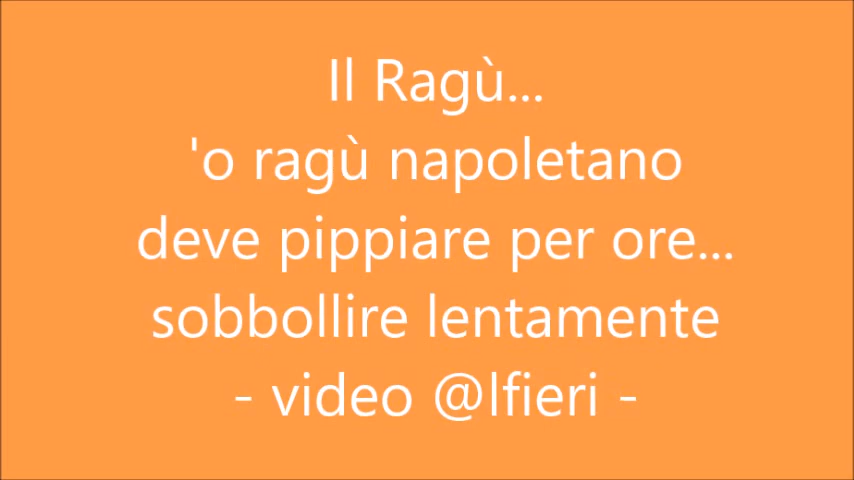 Il Ragù...
'o ragù napoletano
deve pippiare per ore...
sobbollire lentamente
- video @lfieri -